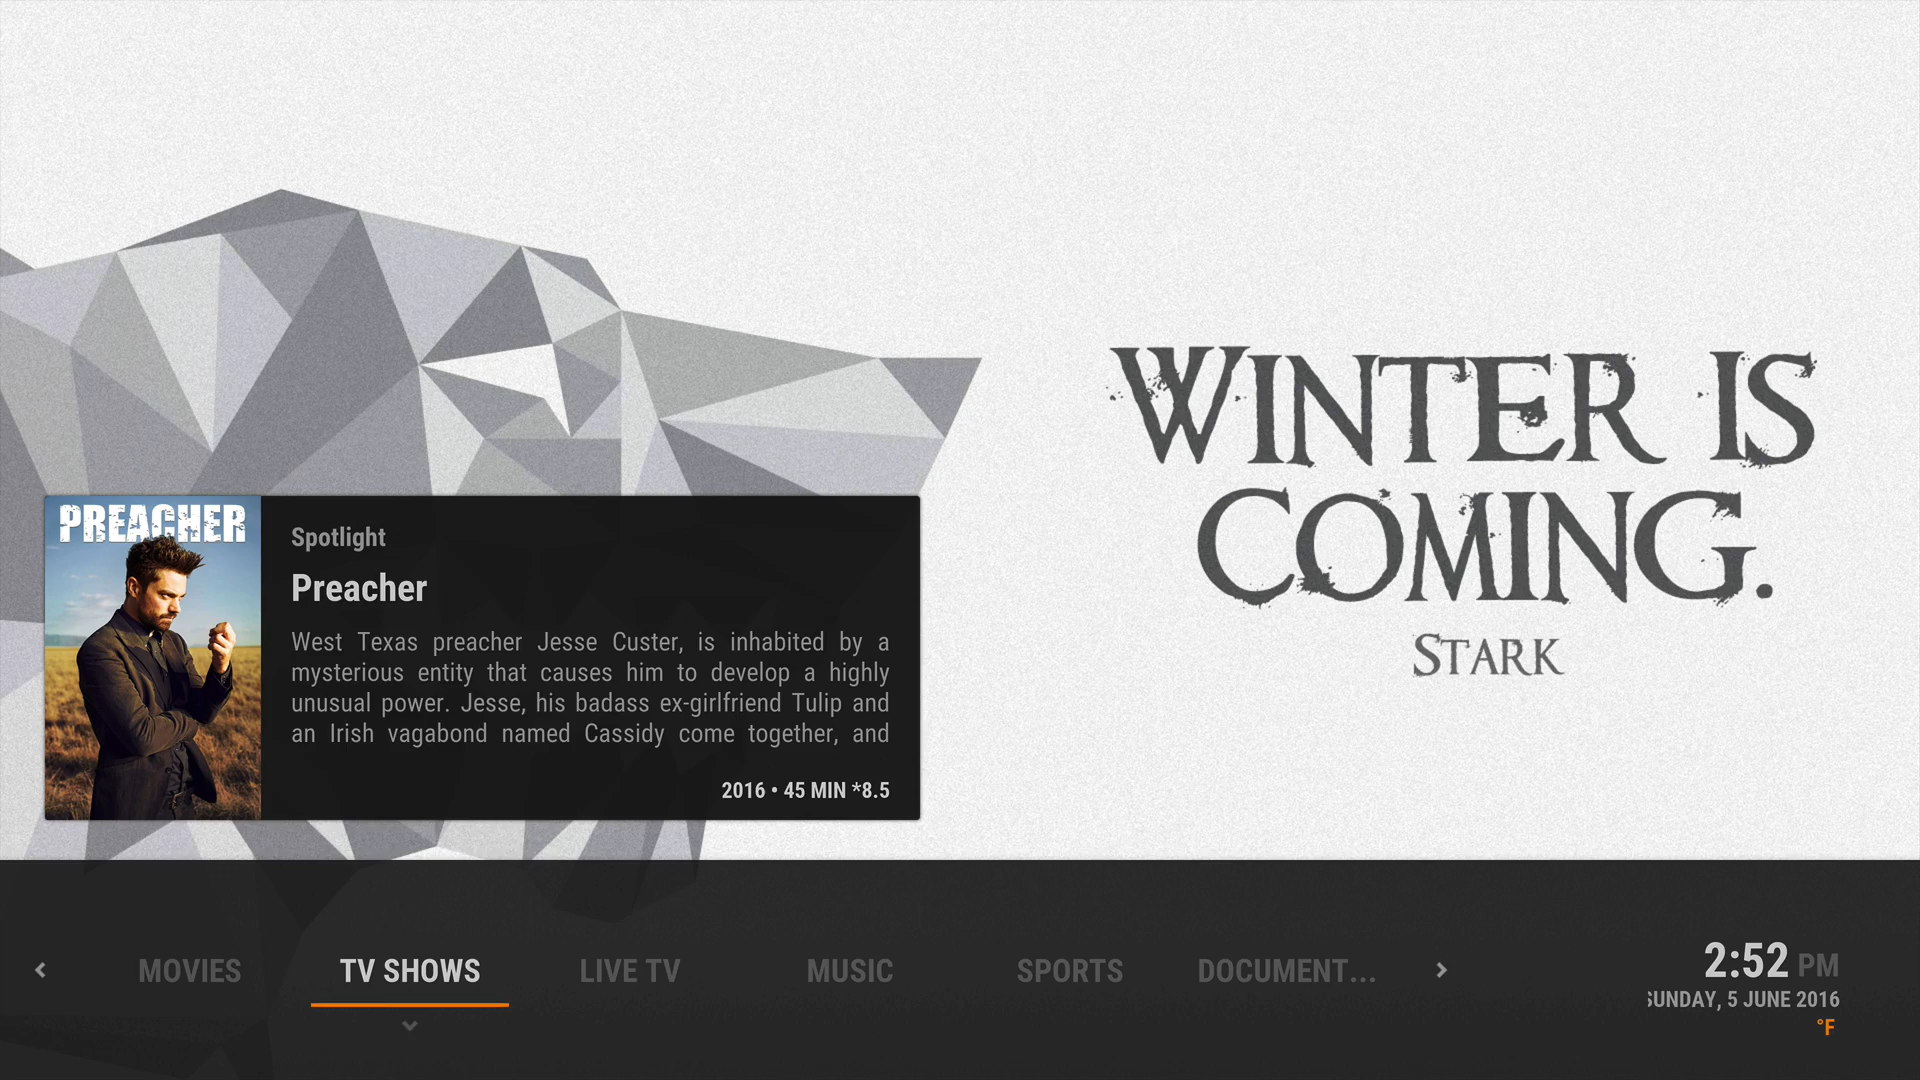 WINTER IS
COMING.
STARK
PREACHER
Spotlight
Preacher
West Texas preacher Jesse Custer, is inhabited by a
mysterious entity that causes him to develop a highly
unusual power. Jesse, his badass ex-girlfriend Tulip and
an Irish vagabond named Cassidy come together, and
2016 • 45 MIN *8.5
MOVIES TV SHOWS LIVE TV MUSIC SPORTS DOCUMENT...
2:52 PM
SUNDAY, 5 JUNE 2016
°F